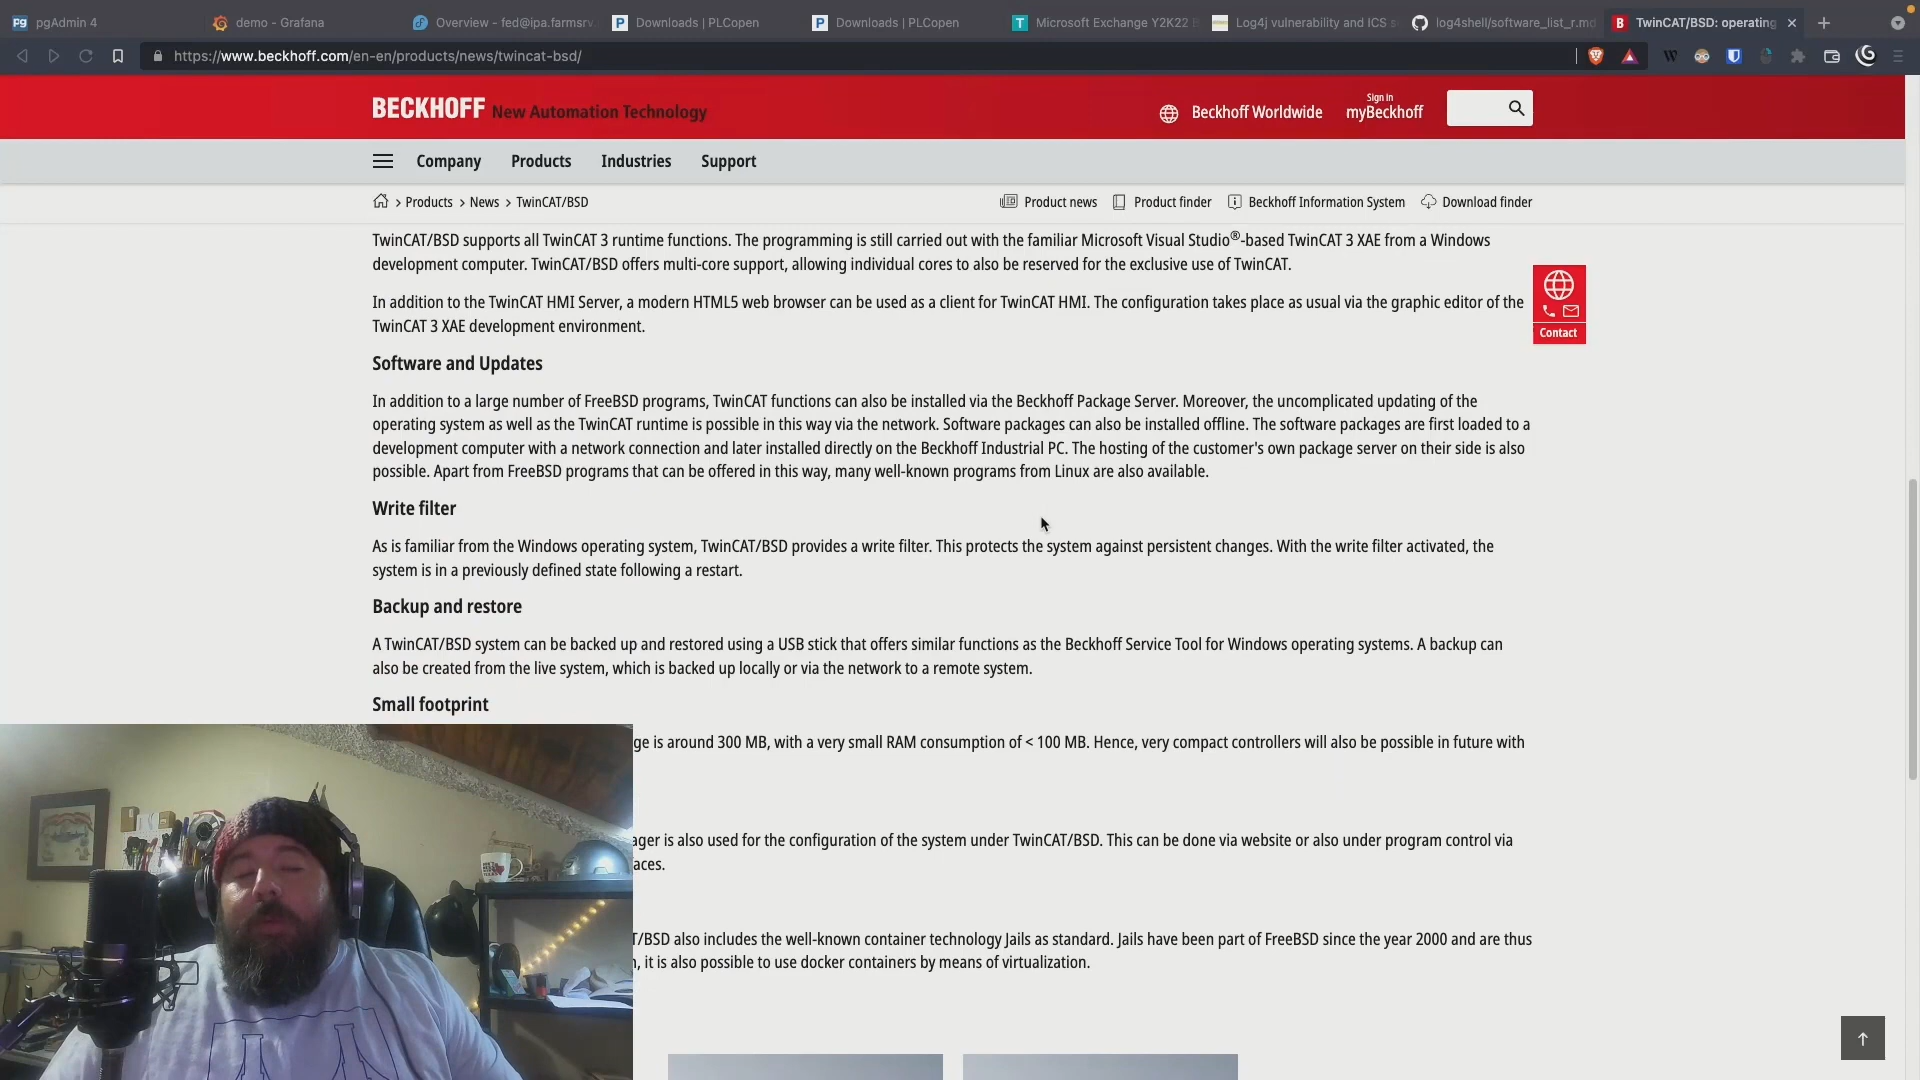 pgAdmin 4
demo - Grafana
Overview - fed@ipa.farmsrv
Downloads | PLCopen
Downloads | PLCopen
Microsoft Exchange Y2K22
Log4j vulnerability and ICS s
log4shell/software_list_r.md
TwinCAT/BSD: operating
https://www.beckhoff.com/en-en/products/news/twincat-bsd/
BECKHOFF New Automation Technology
Beckhoff Worldwide
Sign in
myBeckhoff
Company Products Industries Support
Products > News > TwinCAT/BSD
Product news Product finder Beckhoff Information System Download finder
TwinCAT/BSD supports all TwinCAT 3 runtime functions. The programming is still carried out with the familiar Microsoft Visual Studio®-based TwinCAT 3 XAE from a Windows
development computer. TwinCAT/BSD offers multi-core support, allowing individual cores to also be reserved for the exclusive use of TwinCAT.
In addition to the TwinCAT HMI Server, a modern HTML5 web browser can be used as a client for TwinCAT HMI. The configuration takes place as usual via the graphic editor of the
TwinCAT 3 XAE development environment.
Contact
Software and Updates
In addition to a large number of FreeBSD programs, TwinCAT functions can also be installed via the Beckhoff Package Server. Moreover, the uncomplicated updating of the
operating system as well as the TwinCAT runtime is possible in this way via the network. Software packages can also be installed offline. The software packages are first loaded to a
development computer with a network connection and later installed directly on the Beckhoff Industrial PC. The hosting of the customer's own package server on their side is also
possible. Apart from FreeBSD programs that can be offered in this way, many well-known programs from Linux are also available.
Write filter
As is familiar from the Windows operating system, TwinCAT/BSD provides a write filter. This protects the system against persistent changes. With the write filter activated, the
system is in a previously defined state following a restart.
Backup and restore
A TwinCAT/BSD system can be backed up and restored using a USB stick that offers similar functions as the Beckhoff Service Tool for Windows operating systems. A backup can
also be created from the live system, which is backed up locally or via the network to a remote system.
Small footprint
ge is around 300 MB, with a very small RAM consumption of < 100 MB. Hence, very compact controllers will also be possible in future with
ager is also used for the configuration of the system under TwinCAT/BSD. This can be done via website or also under program control via
aces.
T/BSD also includes the well-known container technology Jails as standard. Jails have been part of FreeBSD since the year 2000 and are thus
, it is also possible to use docker containers by means of virtualization.